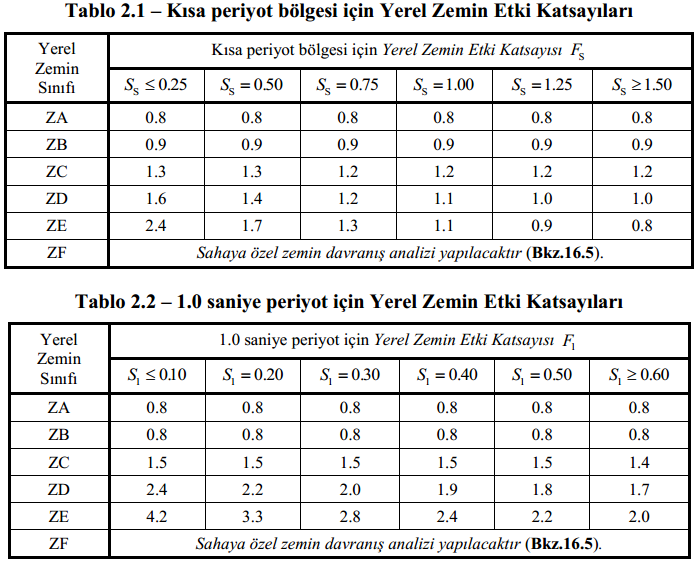 Tablo 2.1 – Kısa periyot bölgesi için Yerel Zemin Etki Katsayıları
Yerel Zemin Sınıfı
Kısa periyot bölgesi için Yerel Zemin Etki Katsayısı F_S
S_S ≤ 0.25 S_S = 0.50 S_S = 0.75 S_S = 1.00 S_S = 1.25 S_S ≥ 1.50
ZA 0.8 0.8 0.8 0.8 0.8 0.8
ZB 0.9 0.9 0.9 0.9 0.9 0.9
ZC 1.3 1.3 1.2 1.2 1.2 1.2
ZD 1.6 1.4 1.2 1.1 1.0 1.0
ZE 2.4 1.7 1.3 1.1 0.9 0.8
ZF Sahaya özel zemin davranış analizi yapılacaktır (Bkz.16.5).
Tablo 2.2 – 1.0 saniye periyot için Yerel Zemin Etki Katsayıları
Yerel Zemin Sınıfı
1.0 saniye periyot için Yerel Zemin Etki Katsayısı F_1
S_1 ≤ 0.10 S_1 = 0.20 S_1 = 0.30 S_1 = 0.40 S_1 = 0.50 S_1 ≥ 0.60
ZA 0.8 0.8 0.8 0.8 0.8 0.8
ZB 0.8 0.8 0.8 0.8 0.8 0.8
ZC 1.5 1.5 1.5 1.5 1.5 1.4
ZD 2.4 2.2 2.0 1.9 1.8 1.7
ZE 4.2 3.3 2.8 2.4 2.2 2.0
ZF Sahaya özel zemin davranış analizi yapılacaktır (Bkz.16.5).